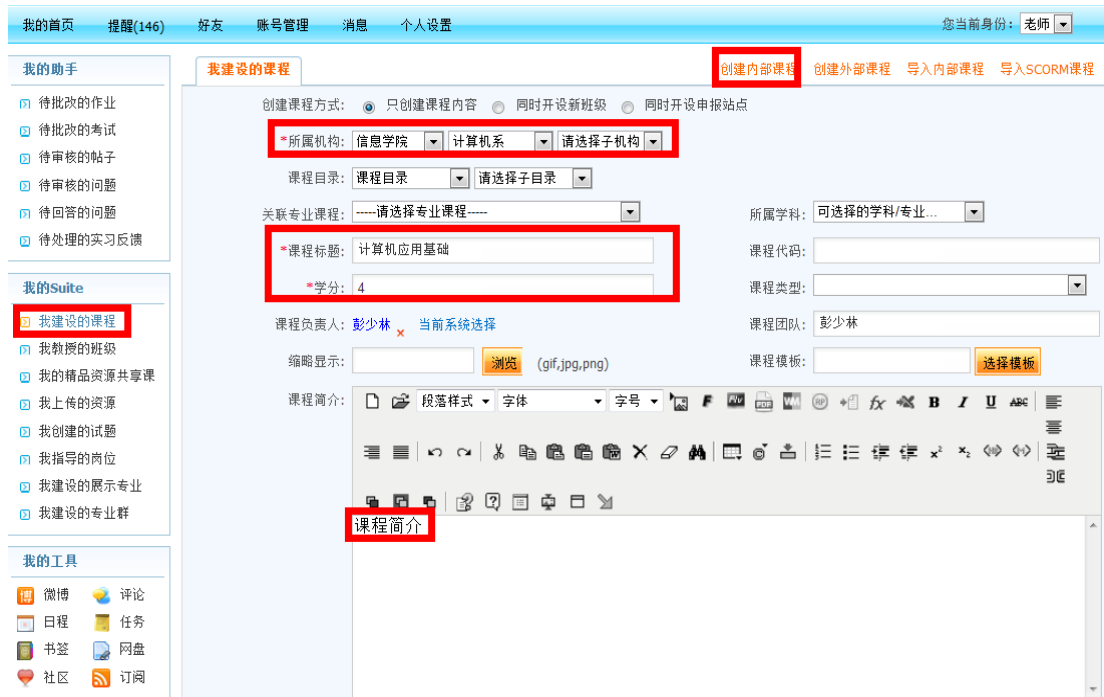 我的首页 提醒(146) 好友 账号管理 消息 个人设置 您当前身份: 老师
我的助手
待批改的作业
待批改的考试
待审核的帖子
待审核的问题
待回答的问题
待处理的实习反馈
我的Suite
我建设的课程
我教授的班级
我的精品资源共享课
我上传的资源
我创建的试题
我指导的岗位
我建设的展示专业
我建设的专业群
我的工具
微博 评论
日程 任务
书签 网盘
社区 订阅
我建设的课程 创建内部课程 创建外部课程 导入内部课程 导入SCORM课程
创建课程方式: 只创建课程内容 同时开设新班级 同时开设申报站点
*所属机构: 信息学院 计算机系 请选择子机构
课程目录: 课程目录 请选择子目录
关联专业课程: -----请选择专业课程----- 所属学科: 可选择的学科/专业...
*课程标题: 计算机应用基础 课程代码:
*学分: 4 课程类型:
课程负责人: 彭少林 x 当前系统选择 课程团队: 彭少林
缩略显示: 浏览 (gif,jpg,png) 课程模板: 选择模板
课程简介: 段落样式 字体 字号 F RP fx B I U ABC
x² x₂
课程简介